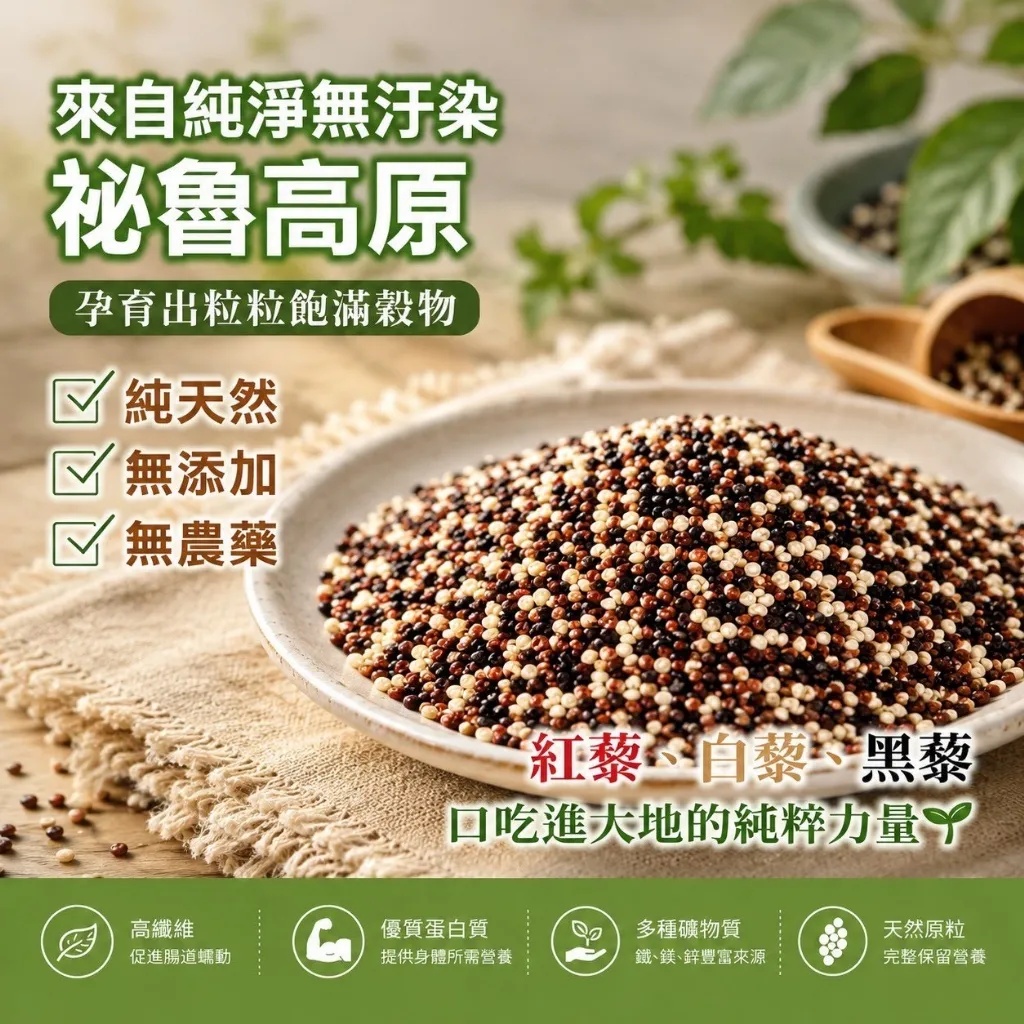 來自純淨無汙染
祕魯高原
孕育出粒粒飽滿穀物
純天然
無添加
無農藥
紅藜、白藜、黑藜
口吃進大地的純粹力量
高纖維
促進腸道蠕動
優質蛋白質
提供身體所需營養
多種礦物質
鐵、鎂、鋅豐富來源
天然原粒
完整保留營養